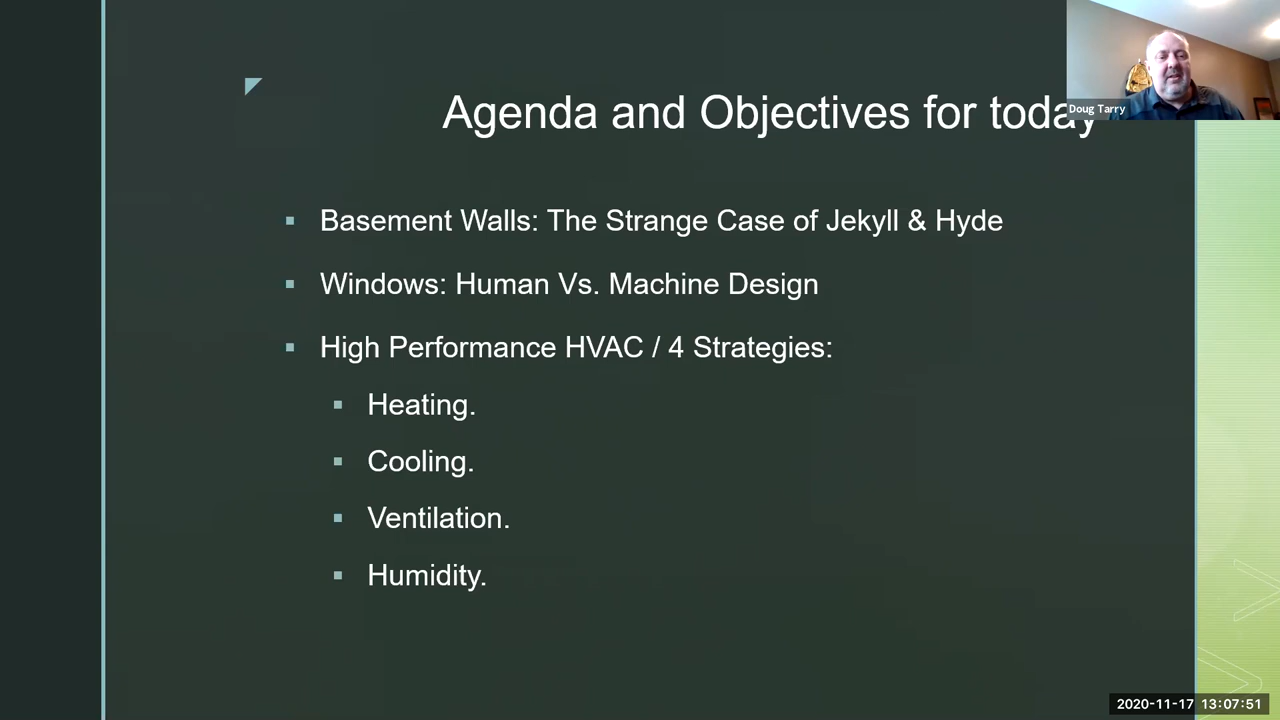 Agenda and Objectives for today
Doug Tarry
Basement Walls: The Strange Case of Jekyll & Hyde
Windows: Human Vs. Machine Design
High Performance HVAC / 4 Strategies:
Heating.
Cooling.
Ventilation.
Humidity.
2020-11-17 13:07:51